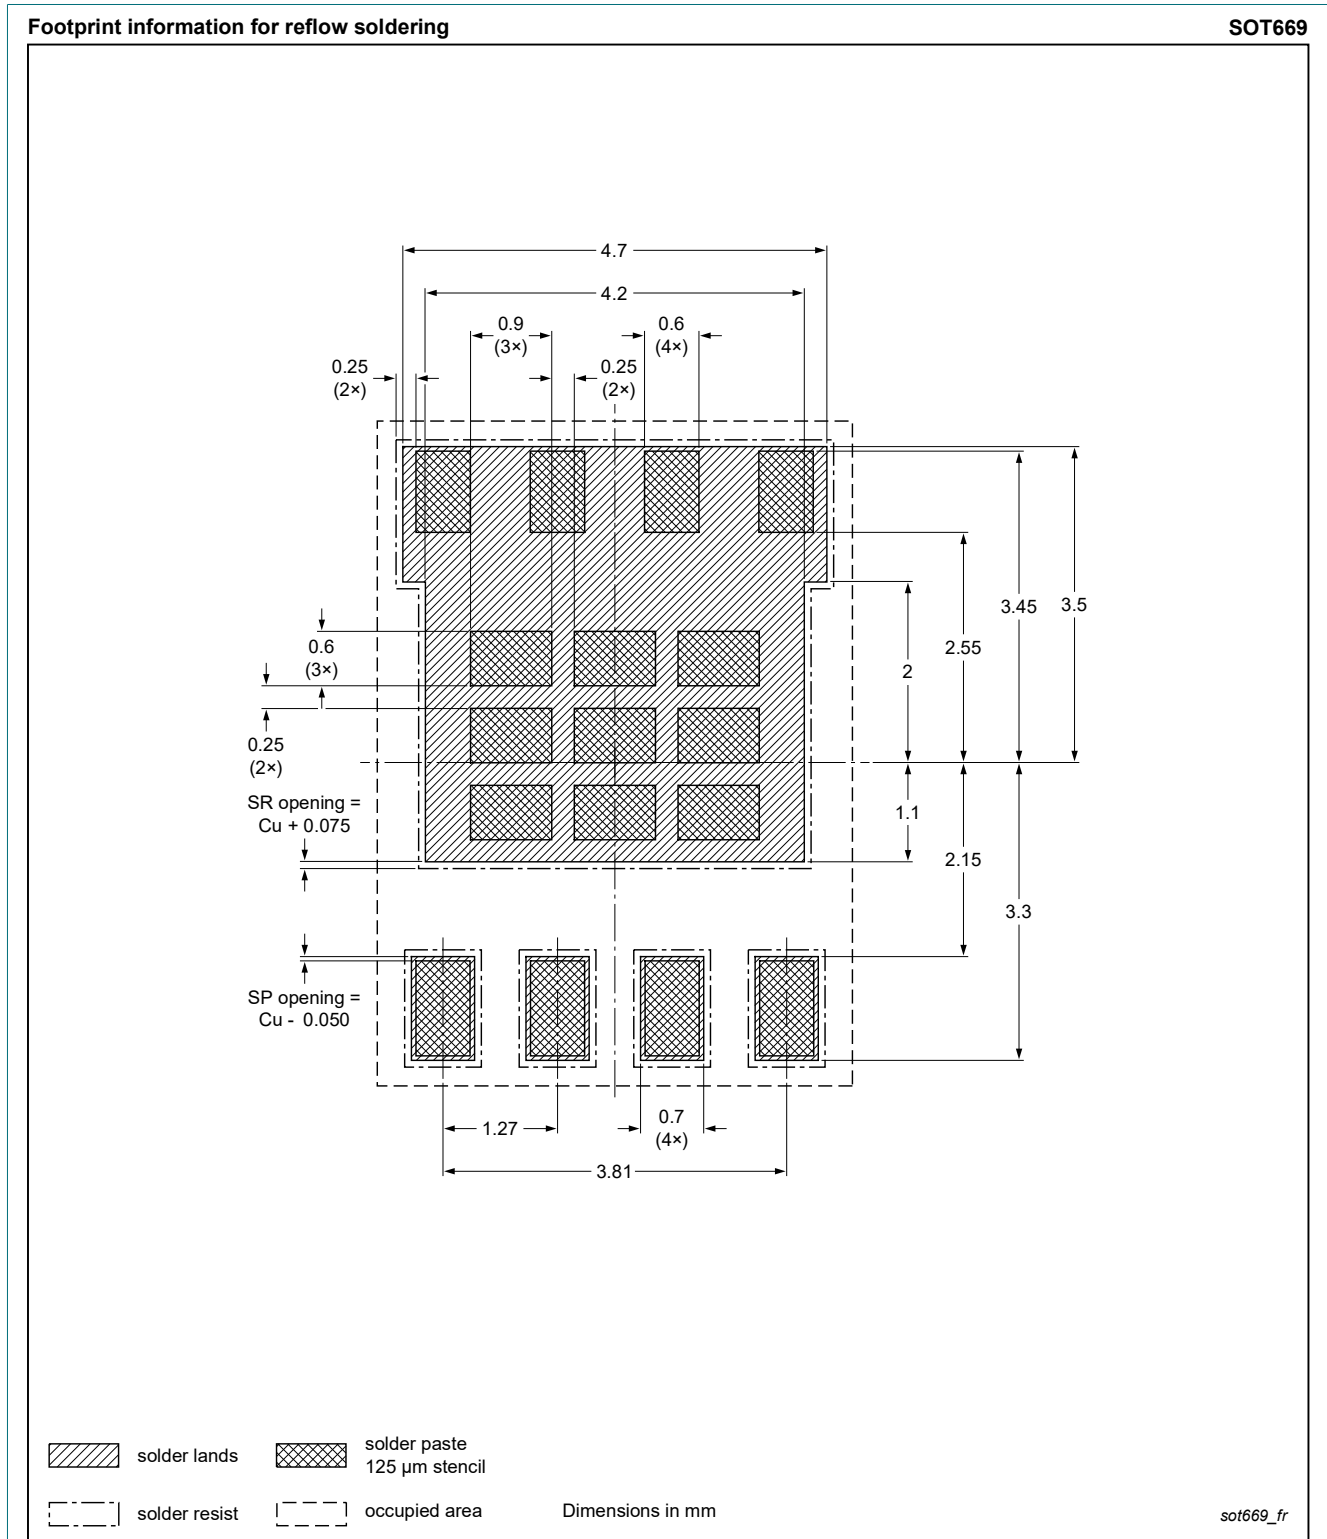 Footprint information for reflow soldering
SOT669
4.7
4.2
0.9
(3×)
0.6
(4×)
0.25
(2×)
0.25
(2×)
0.6
(3×)
0.25
(2×)
SR opening =
Cu + 0.075
SP opening =
Cu - 0.050
3.45
3.5
2.55
2
1.1
2.15
3.3
1.27
0.7
(4×)
3.81
solder lands
solder paste
125 µm stencil
solder resist
occupied area
Dimensions in mm
sot669_fr